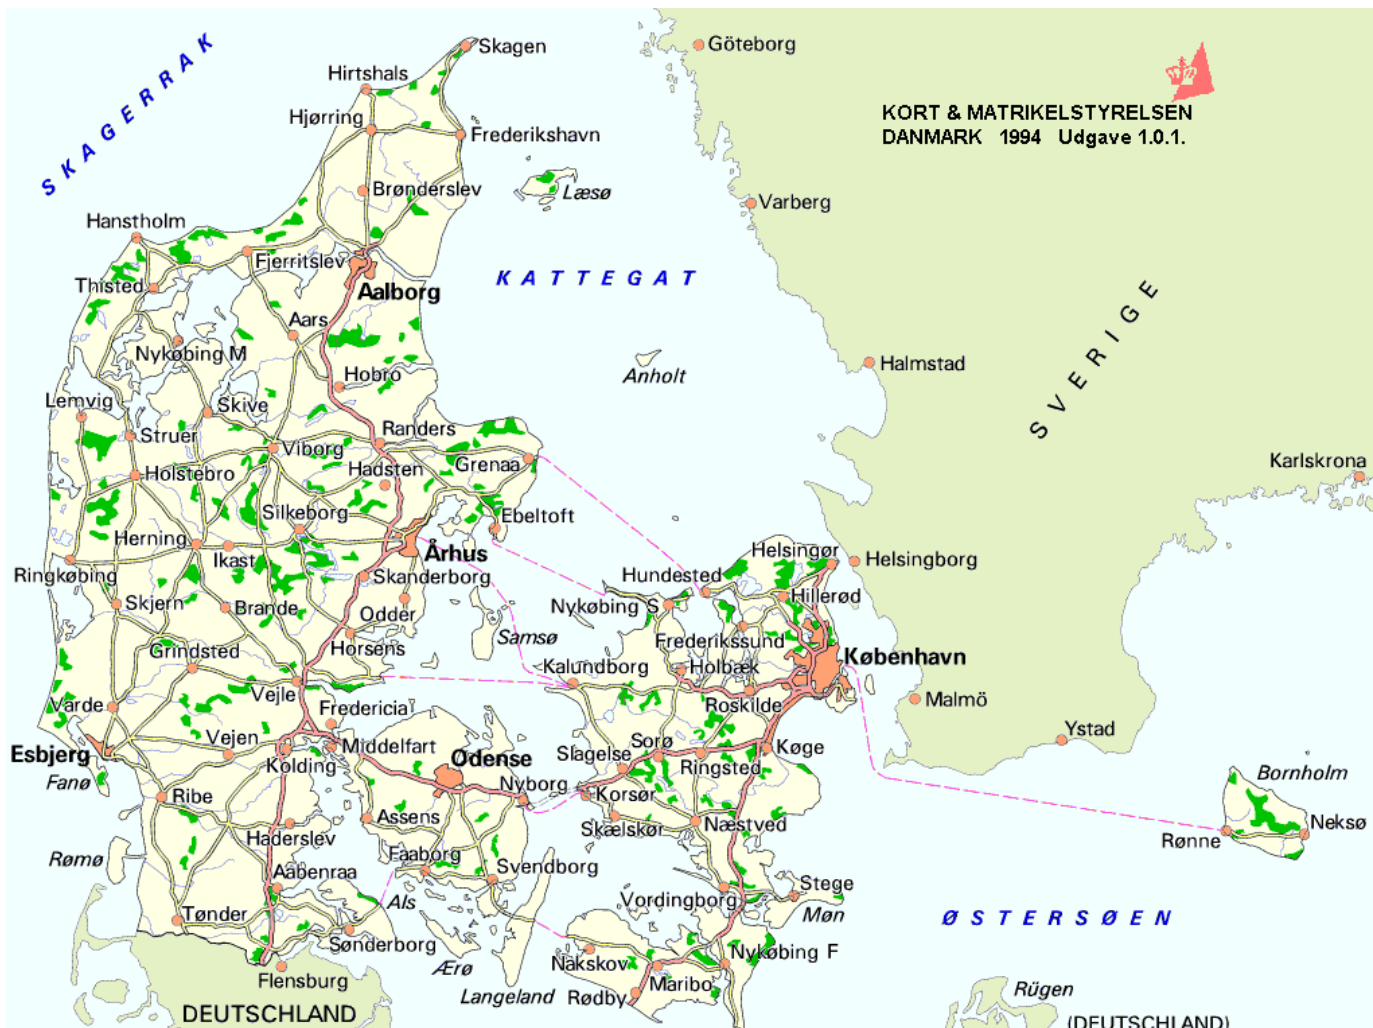 Skagen
Göteborg
SKAGERRAK
Hirtshals
KORT & MATRIKELSTYRELSEN
DANMARK 1994 Udgave 1.0.1.
Hjørring
Frederikshavn
Brønderslev
Læsø
Varberg
Hanstholm
Fjerritslev
KATTEGAT
Thisted
Aalborg
SVERIGE
Aars
Nykøbing M
Anholt
Halmstad
Hobro
Lemvig
Skive
Struer
Randers
Viborg
Grenaa
Karlskrona
Holstebro
Hadsten
Silkeborg
Ebeltoft
Herning
Ikast
Århus
Helsingør
Helsingborg
Ringkøbing
Skanderborg
Hundested
Hillerød
Skjern
Brande
Odder
Nykøbing S
Samsø
Frederikssund
Horsens
Grindsted
Kalundborg
Holbæk
København
Vejle
Varde
Fredericia
Roskilde
Malmö
Ystad
Esbjerg
Vejen
Middelfart
Odense
Slagelse
Sorø
Køge
Kolding
Ringsted
Bornholm
Fanø
Nyborg
Ribe
Korsør
Assens
Skælskør
Næstved
Neksø
Haderslev
Rønne
Rømø
Faaborg
Svendborg
Aabenraa
Stege
Als
Vordingborg
Møn
Tønder
ØSTERSØEN
Sønderborg
Nykøbing F
Ærø
Nakskov
Flensburg
Maribo
Langeland
Rødby
Rügen
DEUTSCHLAND
(DEUTSCHLAND)